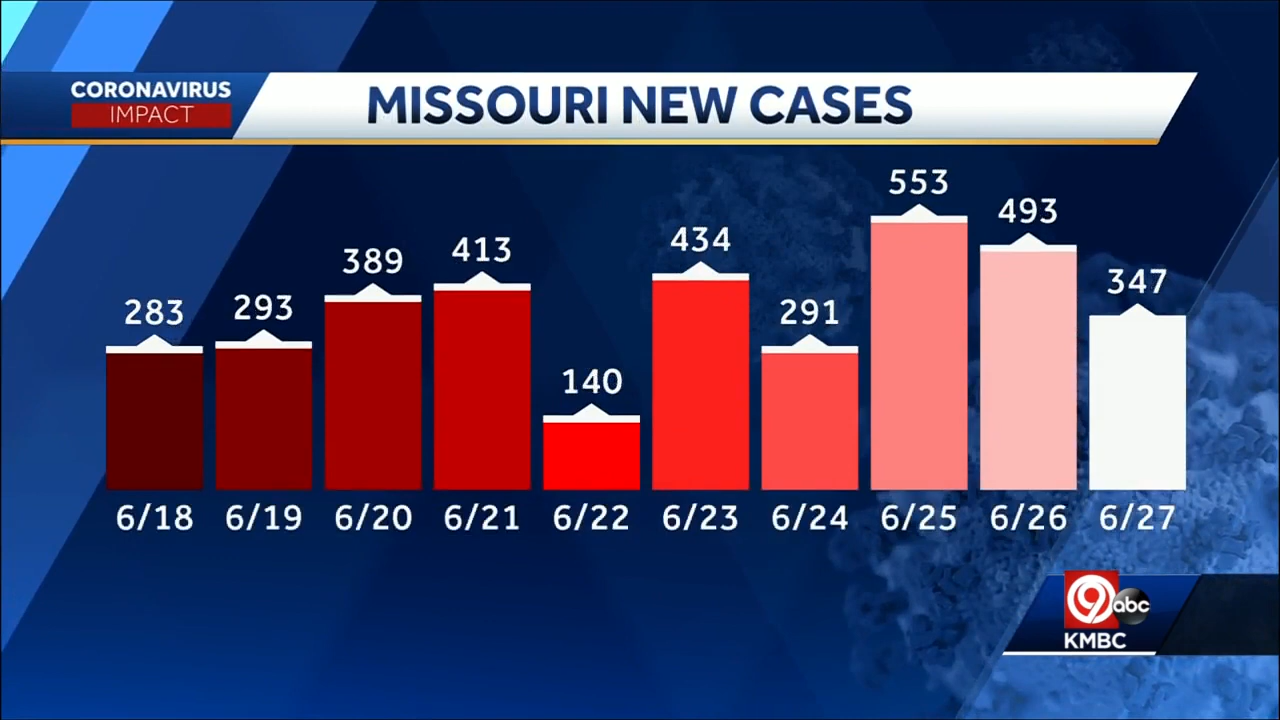 CORONAVIRUS
IMPACT
MISSOURI NEW CASES
283 293 389 413 140 434 291 553 493 347
6/18 6/19 6/20 6/21 6/22 6/23 6/24 6/25 6/26 6/27
9 abc
KMBC